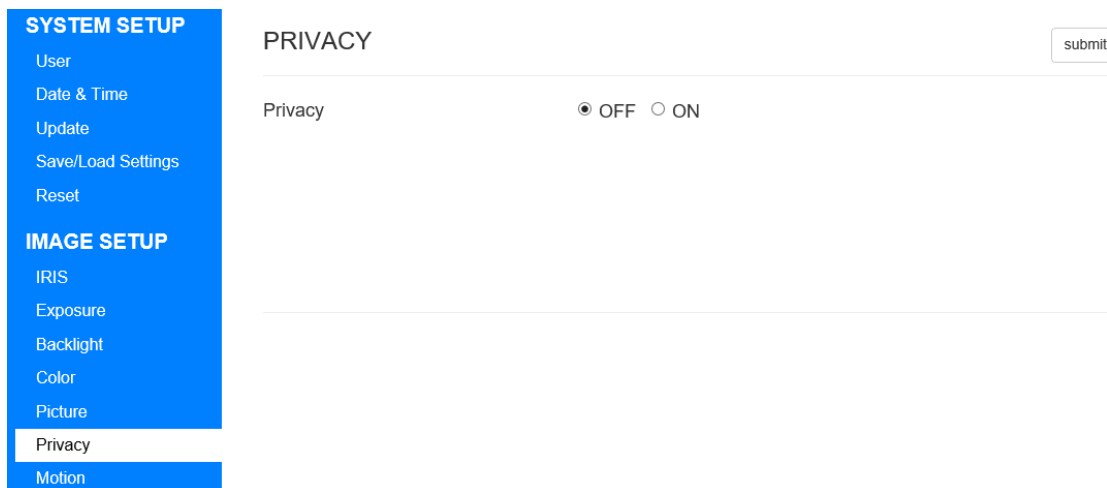 SYSTEM SETUP
User
Date & Time
Update
Save/Load Settings
Reset
IMAGE SETUP
IRIS
Exposure
Backlight
Color
Picture
Privacy
Motion
PRIVACY
submit
Privacy OFF ON